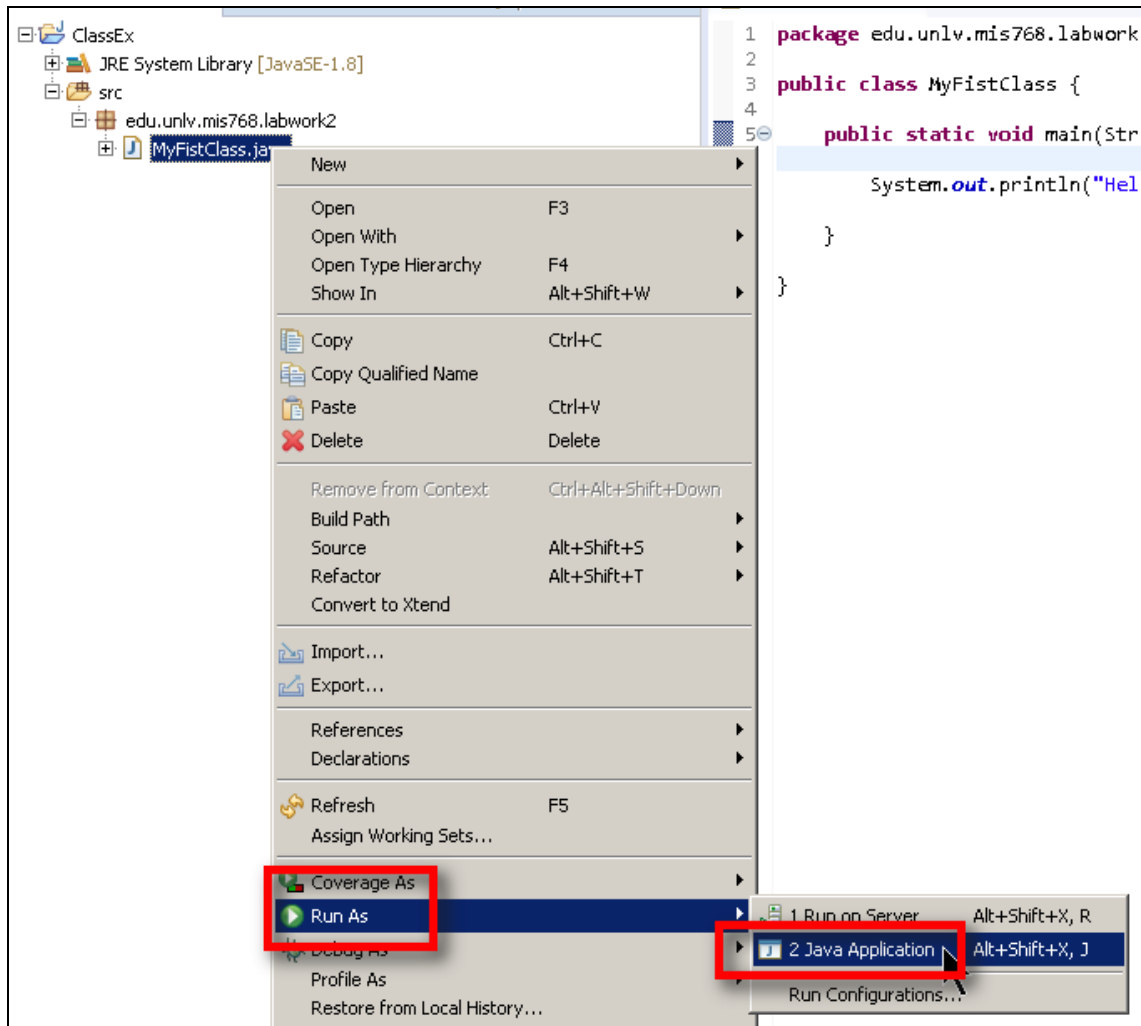 ClassEx
JRE System Library [JavaSE-1.8]
src
edu.unlv.mis768.labwork2
MyFistClass.ja
1 package edu.unlv.mis768.labwork
2
3 public class MyFistClass {
4
5 public static void main(Str
System.out.println("Hel
}
}
New
Open F3
Open With
Open Type Hierarchy F4
Show In Alt+Shift+W
Copy Ctrl+C
Copy Qualified Name
Paste Ctrl+V
Delete Delete
Remove from Context Ctrl+Alt+Shift+Down
Build Path
Source Alt+Shift+S
Refactor Alt+Shift+T
Convert to Xtend
Import...
Export...
References
Declarations
Refresh F5
Assign Working Sets...
Coverage As
Run As
Debug As
Profile As
Restore from Local History...
1 Run on Server Alt+Shift+X, R
2 Java Application Alt+Shift+X, J
Run Configurations...